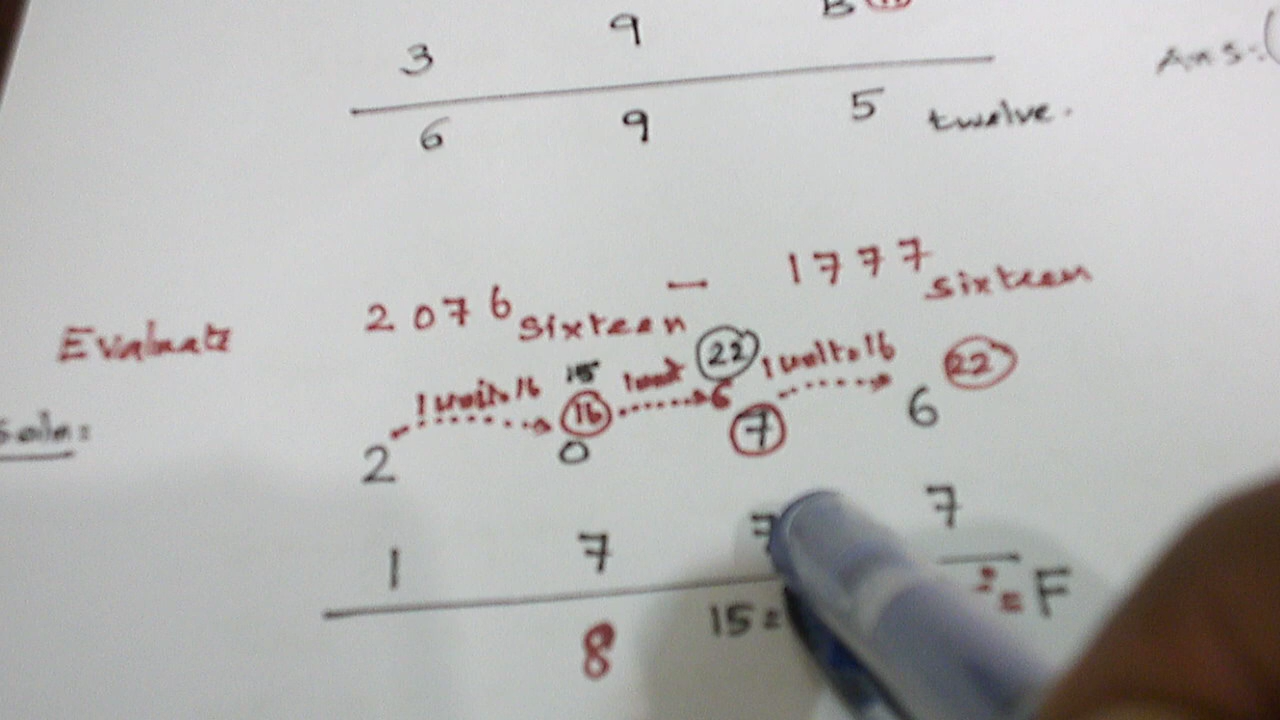 3 9 B
6 9 5 twelve.
Ans:(
Evaluate 2076 sixteen - 1777 sixteen
1 unit=16 15 1 unit 22 1 unit=16 22
16 6
Soln: 2 0 7 6
1 7 7 7
8 15= = F